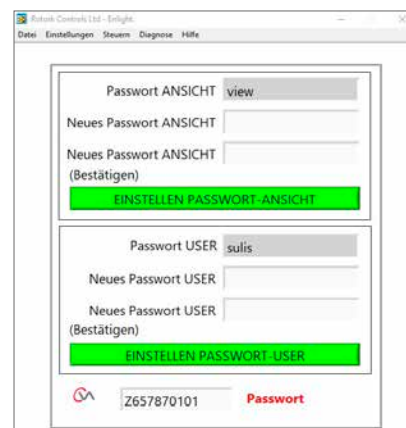 Rotork Controls Ltd - Enlight
Datei Einstellungen Steuern Diagnose Hilfe
Passwort ANSICHT view
Neues Passwort ANSICHT
Neues Passwort ANSICHT
(Bestätigen)
EINSTELLEN PASSWORT-ANSICHT
Passwort USER sulis
Neues Passwort USER
Neues Passwort USER
(Bestätigen)
EINSTELLEN PASSWORT-USER
Z657870101 Passwort